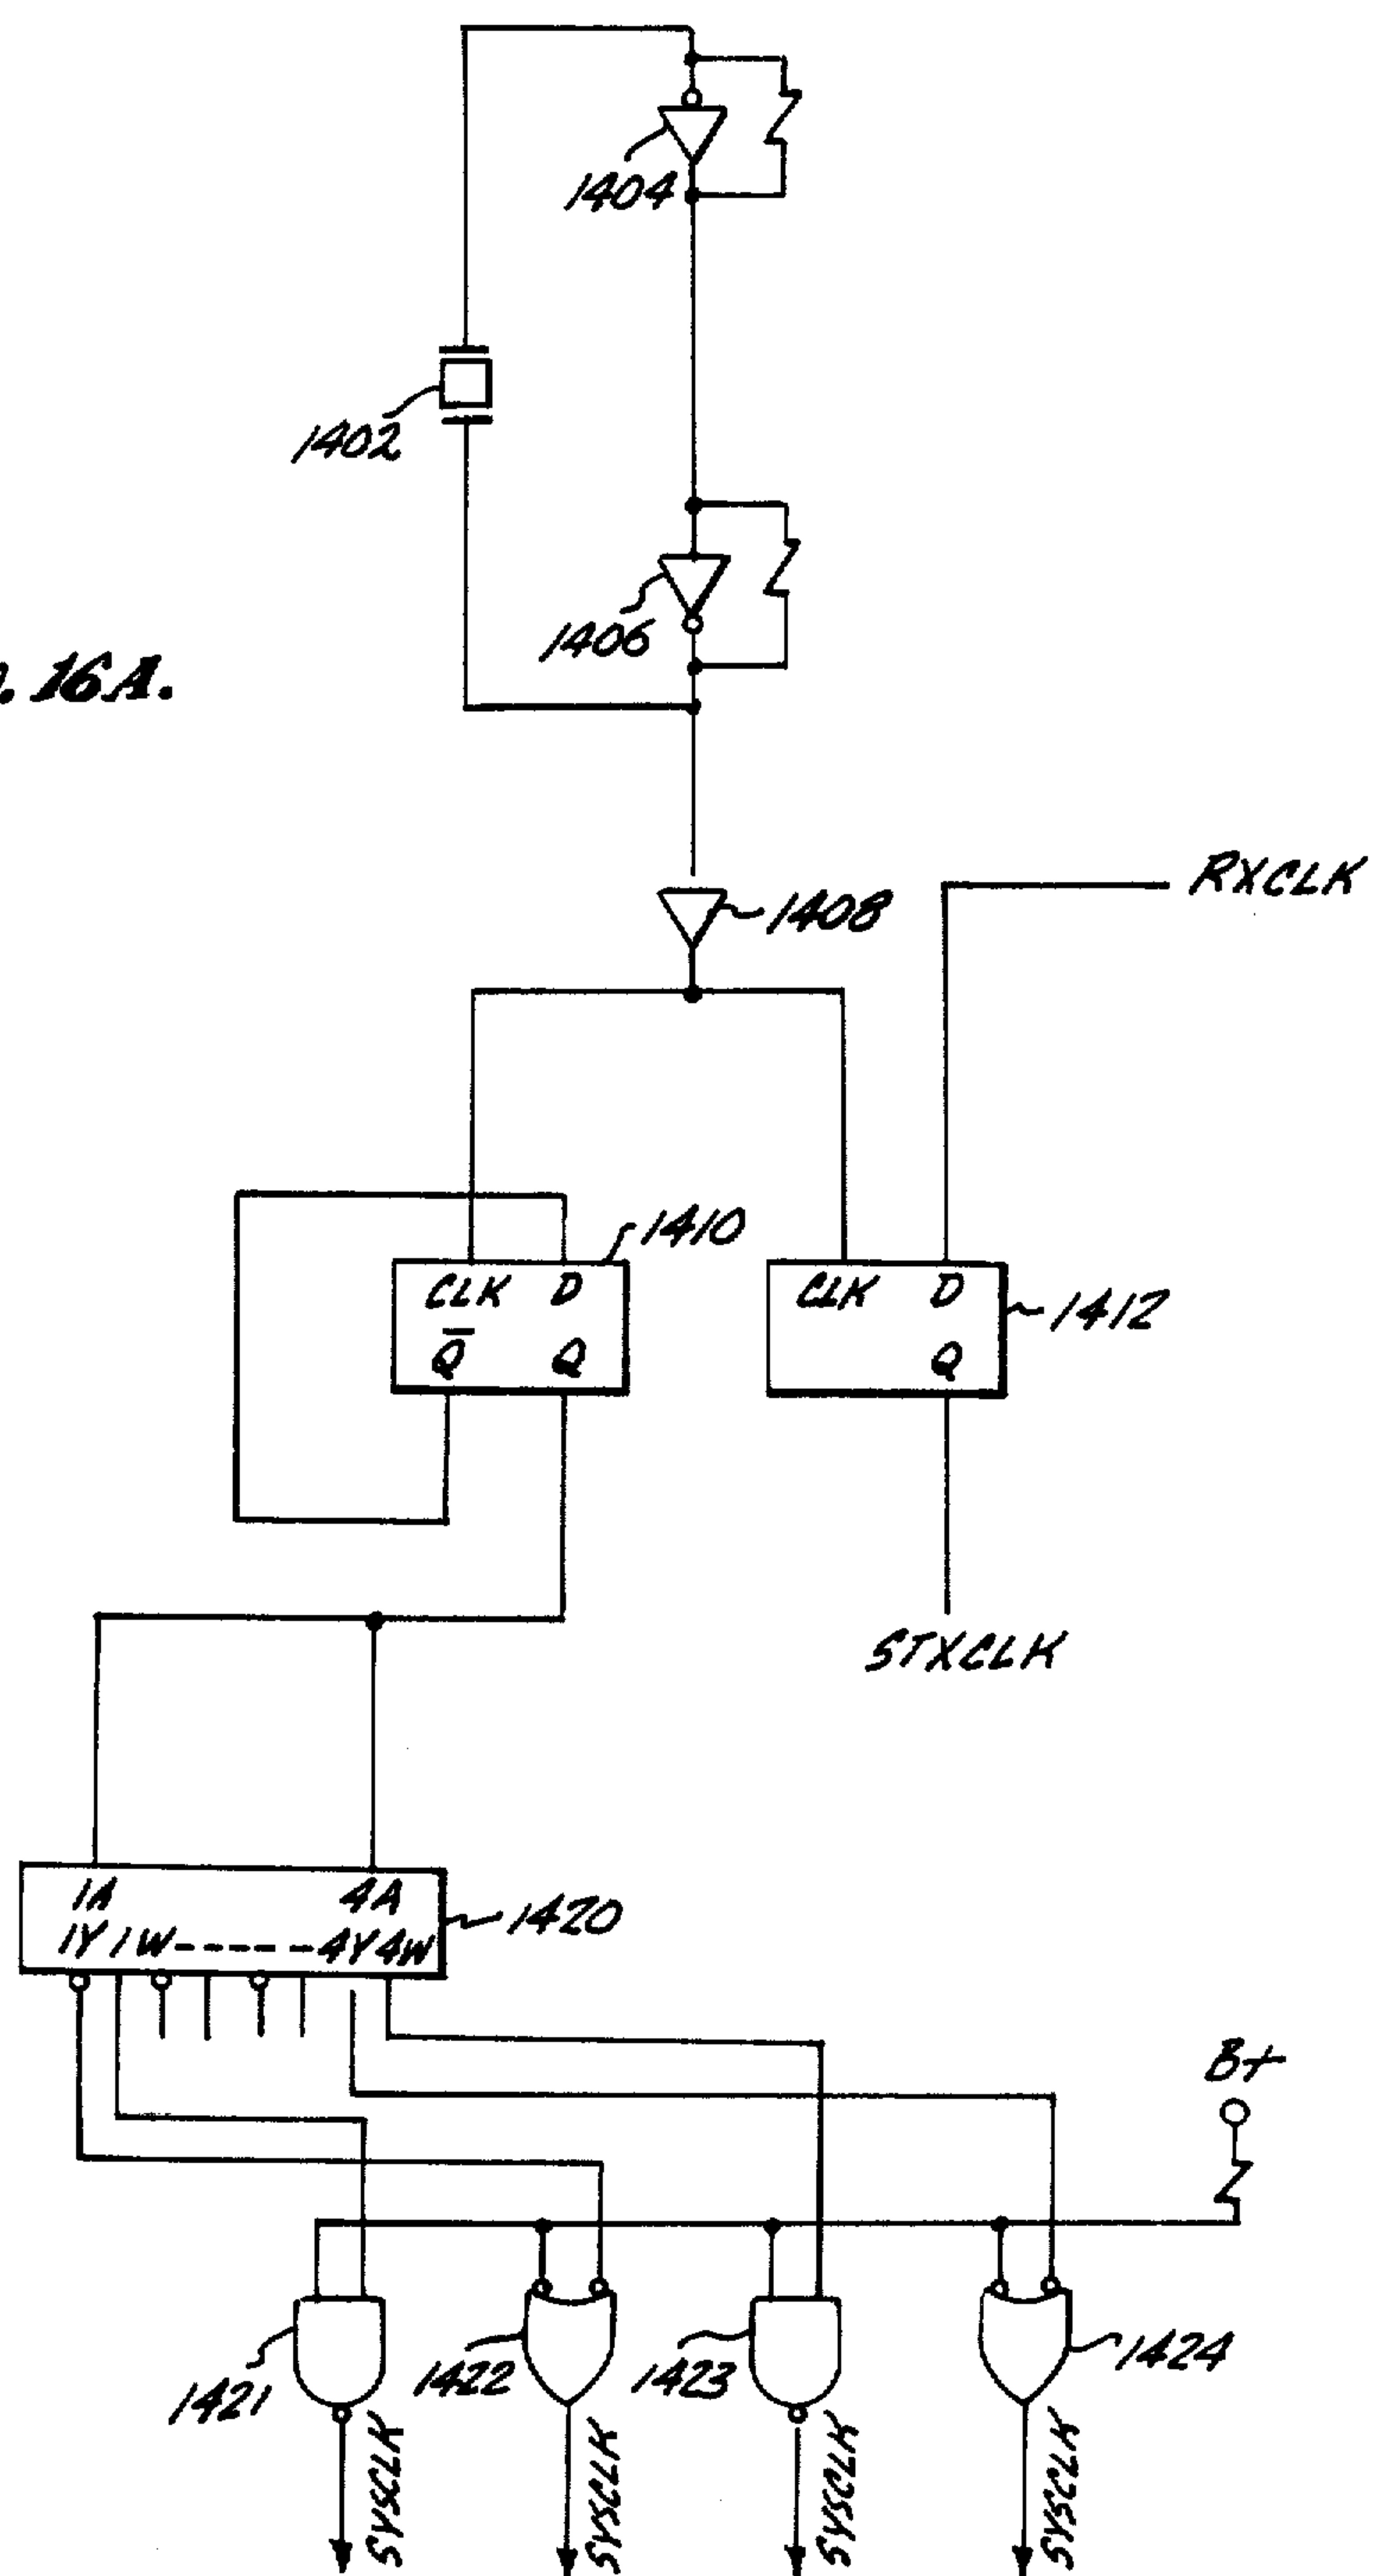 1404
1402
1406
. 16A.
1408
RXCLK
1410
CLK D
Q̅ Q
CLK D
Q
1412
STXCLK
1A 4A
1Y 1W------4Y 4W
1420
B+
1421
1422
1423
1424
SYSCLK
SYSCLK
SYSCLK
SYSCLK